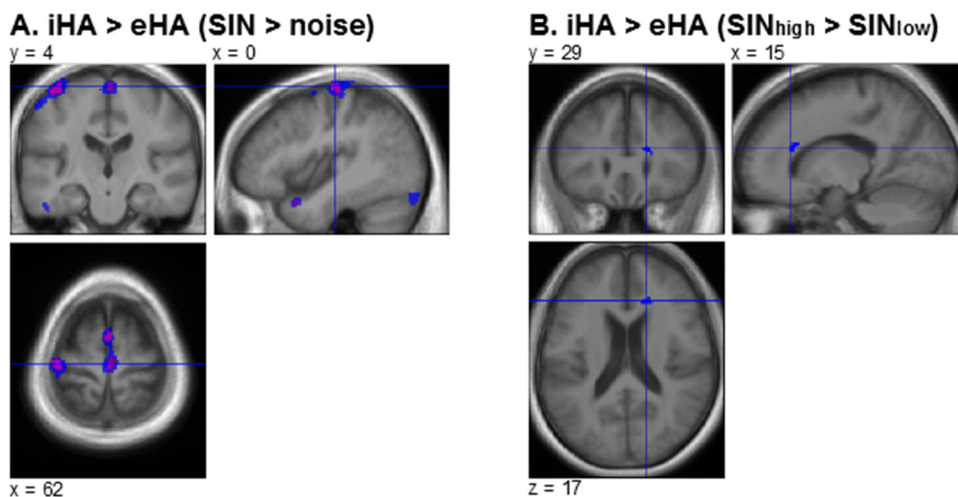 A. iHA > eHA (SIN > noise)
y = 4
x = 0
x = 62
B. iHA > eHA (SINhigh > SINlow)
y = 29
x = 15
z = 17